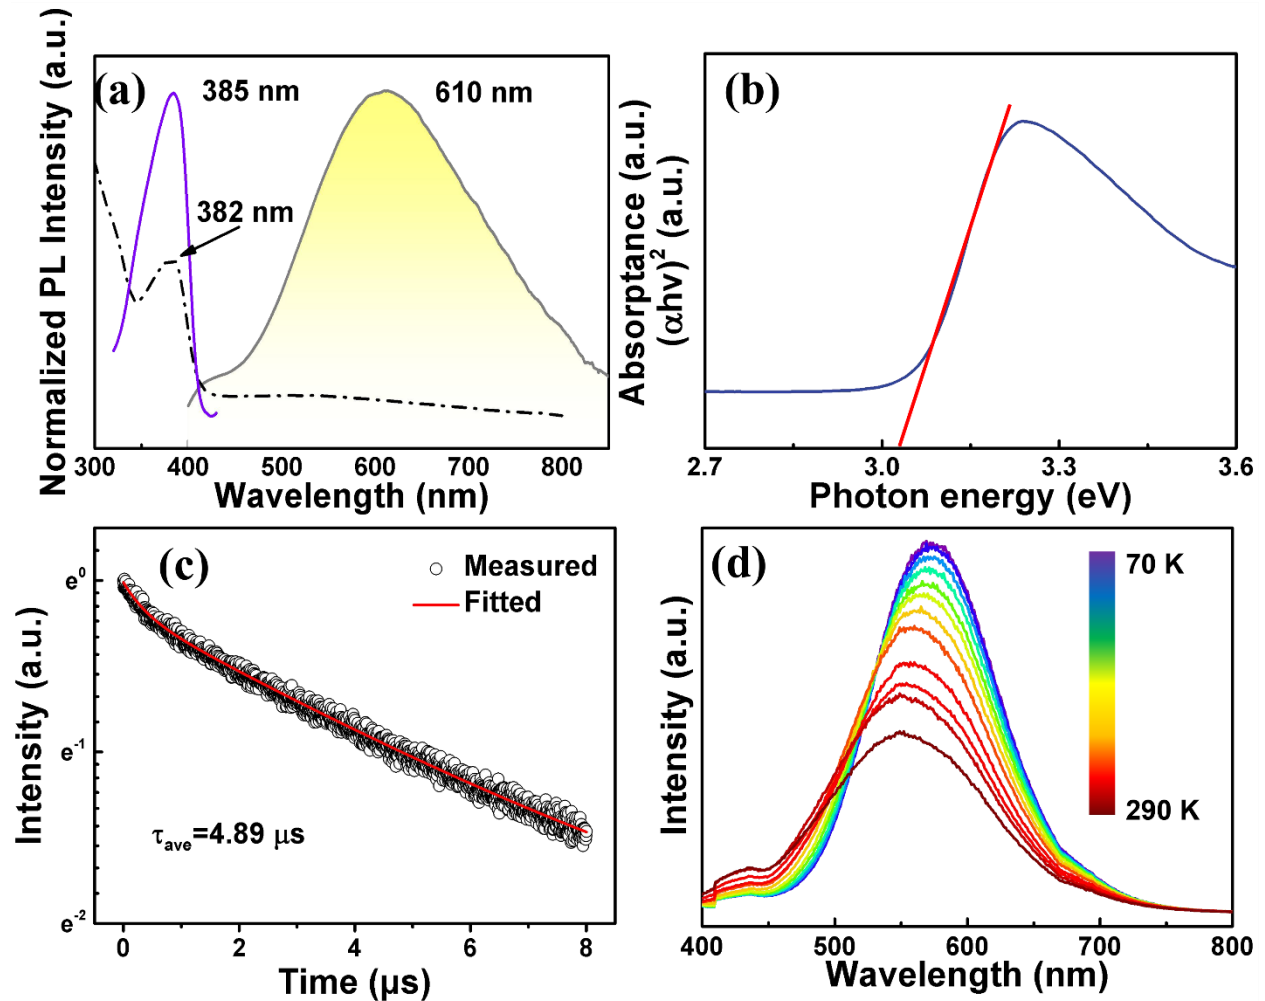 Normalized PL Intensity (a.u.)
(a)
385 nm
610 nm
382 nm
300 400 500 600 700 800
Wavelength (nm)
Absorptance (a.u.)
(αhν)² (a.u.)
(b)
2.7 3.0 3.3 3.6
Photon energy (eV)
Intensity (a.u.)
(c)
Measured
Fitted
e⁰
e⁻¹
e⁻²
τave=4.89 μs
0 2 4 6 8
Time (μs)
Intensity (a.u.)
(d)
70 K
290 K
400 500 600 700 800
Wavelength (nm)